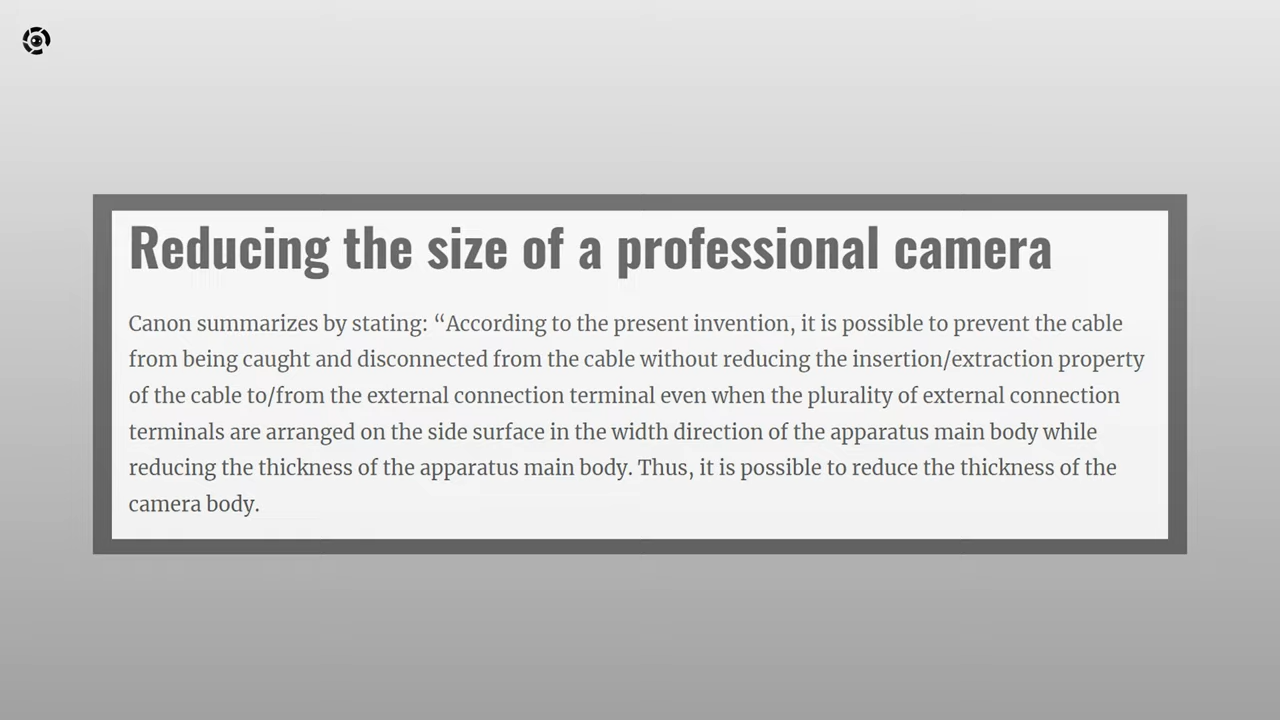 Reducing the size of a professional camera
Canon summarizes by stating: “According to the present invention, it is possible to prevent the cable
from being caught and disconnected from the cable without reducing the insertion/extraction property
of the cable to/from the external connection terminal even when the plurality of external connection
terminals are arranged on the side surface in the width direction of the apparatus main body while
reducing the thickness of the apparatus main body. Thus, it is possible to reduce the thickness of the
camera body.